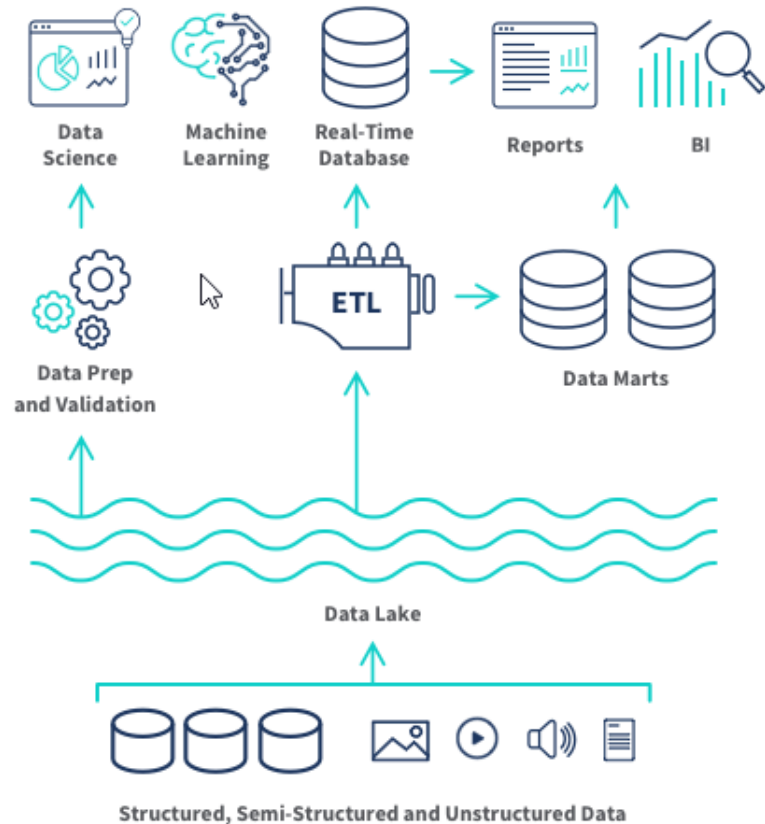 Data
Science
Machine
Learning
Real-Time
Database
Reports
BI
ETL
Data Prep
and Validation
Data Marts
Data Lake
Structured, Semi-Structured and Unstructured Data